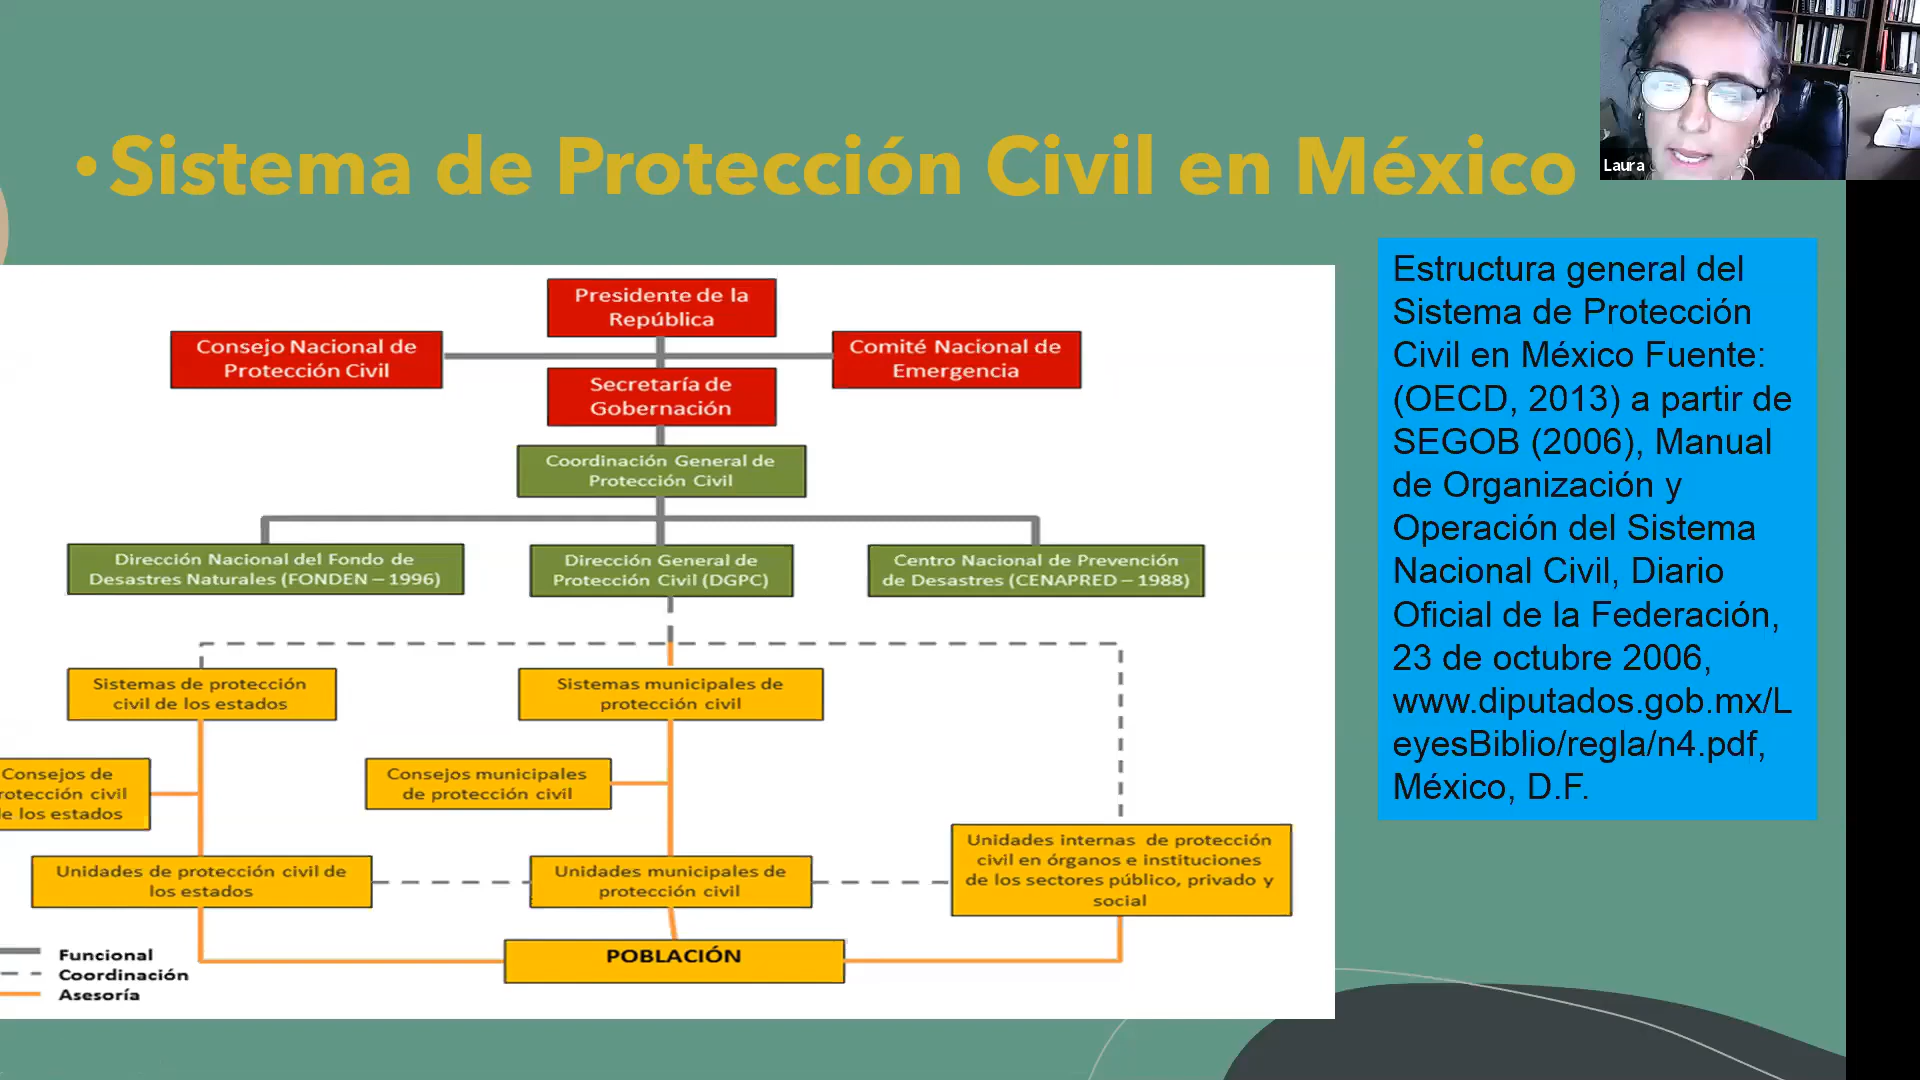 •Sistema de Protección Civil en México
Laura
Presidente de la
República
Consejo Nacional de
Protección Civil
Comité Nacional de
Emergencia
Secretaría de
Gobernación
Coordinación General de
Protección Civil
Dirección Nacional del Fondo de
Desastres Naturales (FONDEN – 1996)
Dirección General de
Protección Civil (DGPC)
Centro Nacional de Prevención
de Desastres (CENAPRED – 1988)
Sistemas de protección
civil de los estados
Sistemas municipales de
protección civil
Consejos de
rotección civil
e los estados
Consejos municipales
de protección civil
Unidades de protección civil de
los estados
Unidades municipales de
protección civil
Unidades internas de protección
civil en órganos e instituciones
de los sectores público, privado y
social
POBLACIÓN
Funcional
Coordinación
Asesoría
Estructura general del
Sistema de Protección
Civil en México Fuente:
(OECD, 2013) a partir de
SEGOB (2006), Manual
de Organización y
Operación del Sistema
Nacional Civil, Diario
Oficial de la Federación,
23 de octubre 2006,
www.diputados.gob.mx/L
eyesBiblio/regla/n4.pdf,
México, D.F.